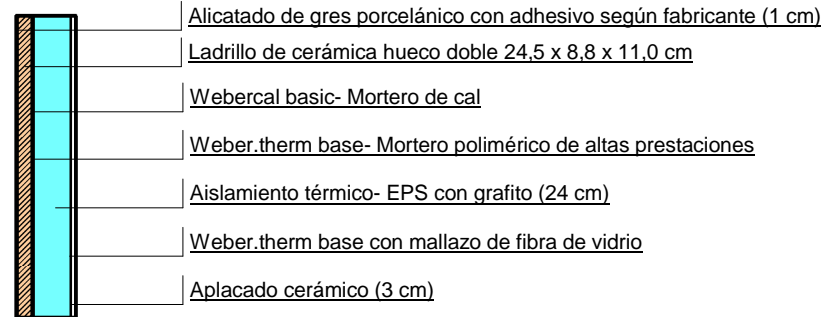 Alicatado de gres porcelánico con adhesivo según fabricante (1 cm)
Ladrillo de cerámica hueco doble 24,5 x 8,8 x 11,0 cm
Webercal basic- Mortero de cal
Weber.therm base- Mortero polimérico de altas prestaciones
Aislamiento térmico- EPS con grafito (24 cm)
Weber.therm base con mallazo de fibra de vidrio
Aplacado cerámico (3 cm)